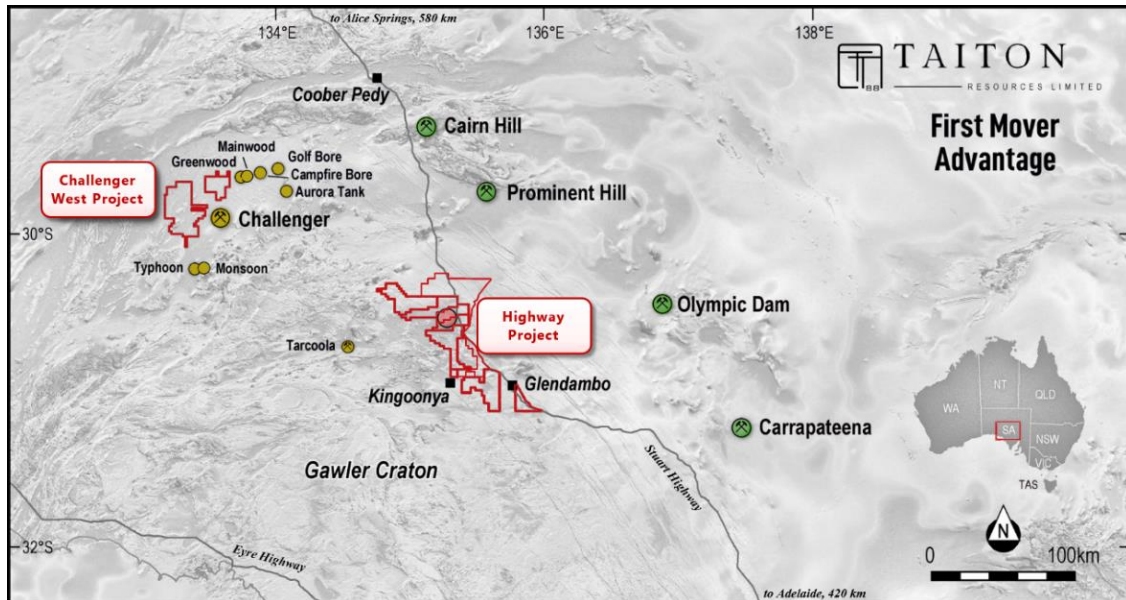 to Alice Springs, 580 km
134°E
136°E
138°E
TAITON
RESOURCES LIMITED
First Mover
Advantage
Coober Pedy
Cairn Hill
Mainwood
Greenwood
Golf Bore
Campfire Bore
Aurora Tank
Challenger
West Project
Prominent Hill
Challenger
30°S
Typhoon
Monsoon
Highway
Project
Olympic Dam
Tarcoola
Kingoonya
Glendambo
Carrapateena
Gawler Craton
Stuart Highway
NT
QLD
WA
SA
NSW
VIC
TAS
N
32°S
Eyre Highway
0
100km
to Adelaide, 420 km